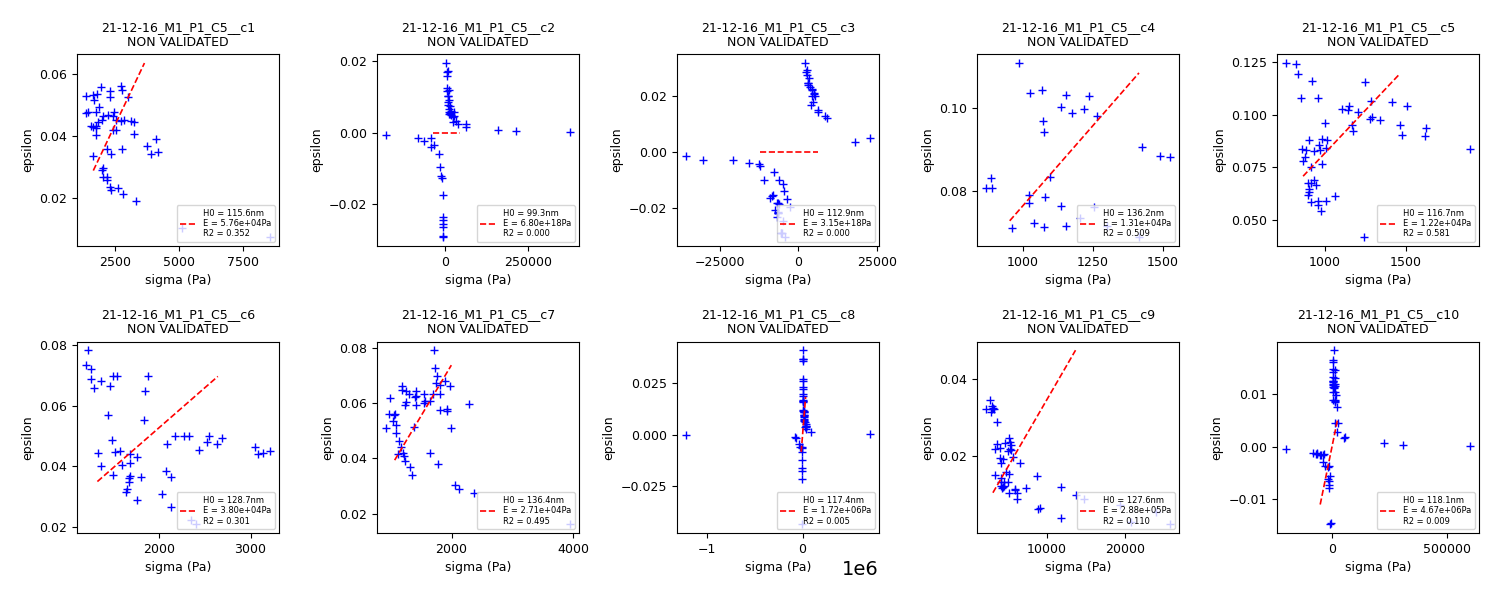 21-12-16_M1_P1_C5__c1
NON VALIDATED
0.06
0.04
0.02
epsilon
2500
5000
7500
sigma (Pa)
H0 = 115.6nm
E = 5.76e+04Pa
R2 = 0.352
21-12-16_M1_P1_C5__c2
NON VALIDATED
0.02
0.00
−0.02
epsilon
0
250000
sigma (Pa)
H0 = 99.3nm
E = 6.80e+18Pa
R2 = 0.000
21-12-16_M1_P1_C5__c3
NON VALIDATED
0.02
0.00
−0.02
epsilon
−25000
0
25000
sigma (Pa)
H0 = 112.9nm
E = 3.15e+18Pa
R2 = 0.000
21-12-16_M1_P1_C5__c4
NON VALIDATED
0.10
0.08
epsilon
1000
1250
1500
sigma (Pa)
H0 = 136.2nm
E = 1.31e+04Pa
R2 = 0.509
21-12-16_M1_P1_C5__c5
NON VALIDATED
0.125
0.100
0.075
0.050
epsilon
1000
1500
sigma (Pa)
H0 = 116.7nm
E = 1.22e+04Pa
R2 = 0.581
21-12-16_M1_P1_C5__c6
NON VALIDATED
0.08
0.06
0.04
0.02
epsilon
2000
3000
sigma (Pa)
H0 = 128.7nm
E = 3.80e+04Pa
R2 = 0.301
21-12-16_M1_P1_C5__c7
NON VALIDATED
0.08
0.06
0.04
0.02
epsilon
2000
4000
sigma (Pa)
H0 = 136.4nm
E = 2.71e+04Pa
R2 = 0.495
21-12-16_M1_P1_C5__c8
NON VALIDATED
0.025
0.000
−0.025
epsilon
−1
0
sigma (Pa)
1e6
H0 = 117.4nm
E = 1.72e+06Pa
R2 = 0.005
21-12-16_M1_P1_C5__c9
NON VALIDATED
0.04
0.02
epsilon
10000
20000
sigma (Pa)
H0 = 127.6nm
E = 2.88e+05Pa
R2 = 0.110
21-12-16_M1_P1_C5__c10
NON VALIDATED
0.01
0.00
−0.01
epsilon
0
500000
sigma (Pa)
H0 = 118.1nm
E = 4.67e+06Pa
R2 = 0.009